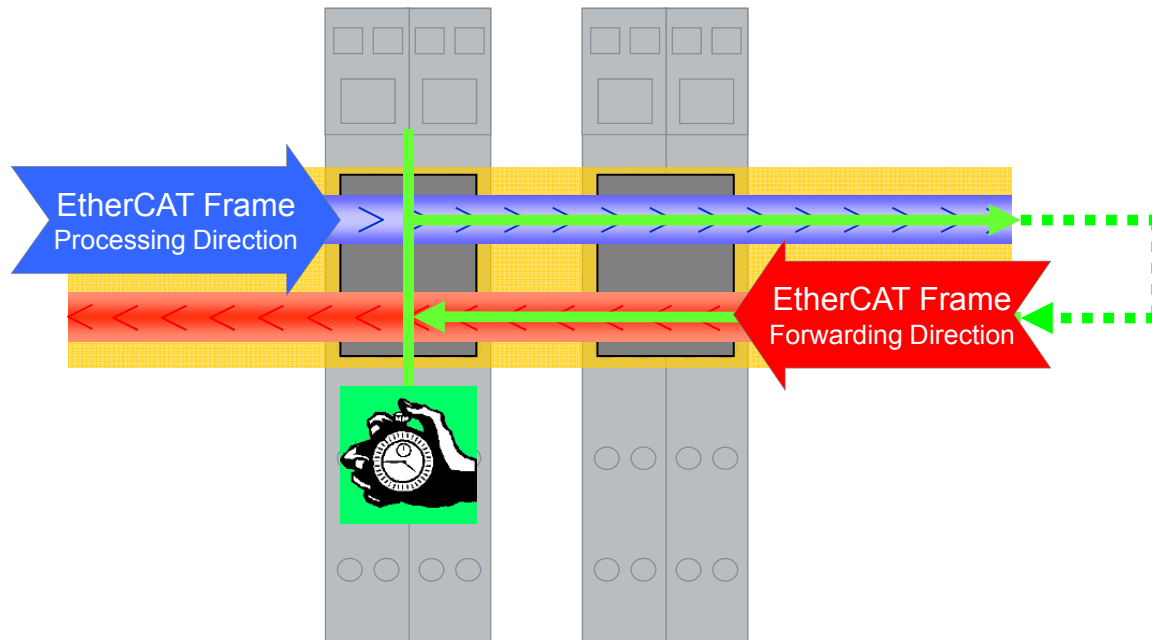 EtherCAT Frame
Processing Direction
EtherCAT Frame
Forwarding Direction